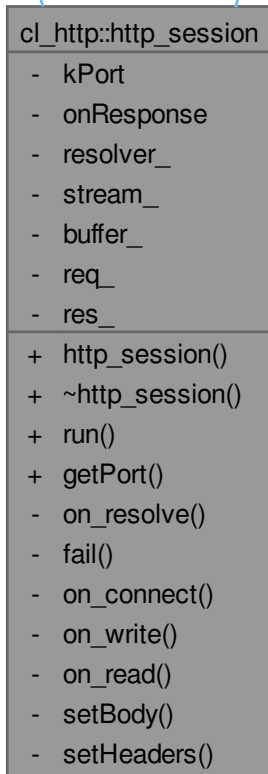 cl_http::http_session
- kPort
- onResponse
- resolver_
- stream_
- buffer_
- req_
- res_
+ http_session()
+ ~http_session()
+ run()
+ getPort()
- on_resolve()
- fail()
- on_connect()
- on_write()
- on_read()
- setBody()
- setHeaders()